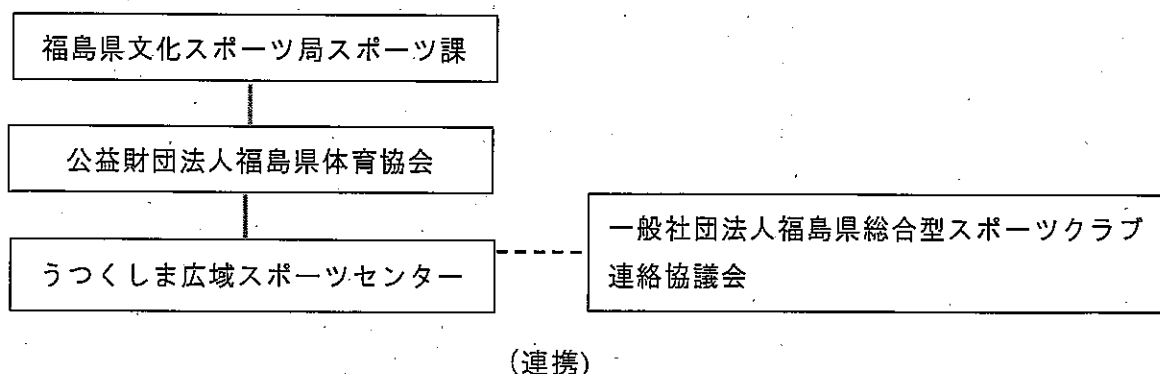 福島県文化スポーツ局スポーツ課
公益財団法人福島県体育協会
うつくしま広域スポーツセンター
一般社団法人福島県総合型スポーツクラブ
連絡協議会
（連携）